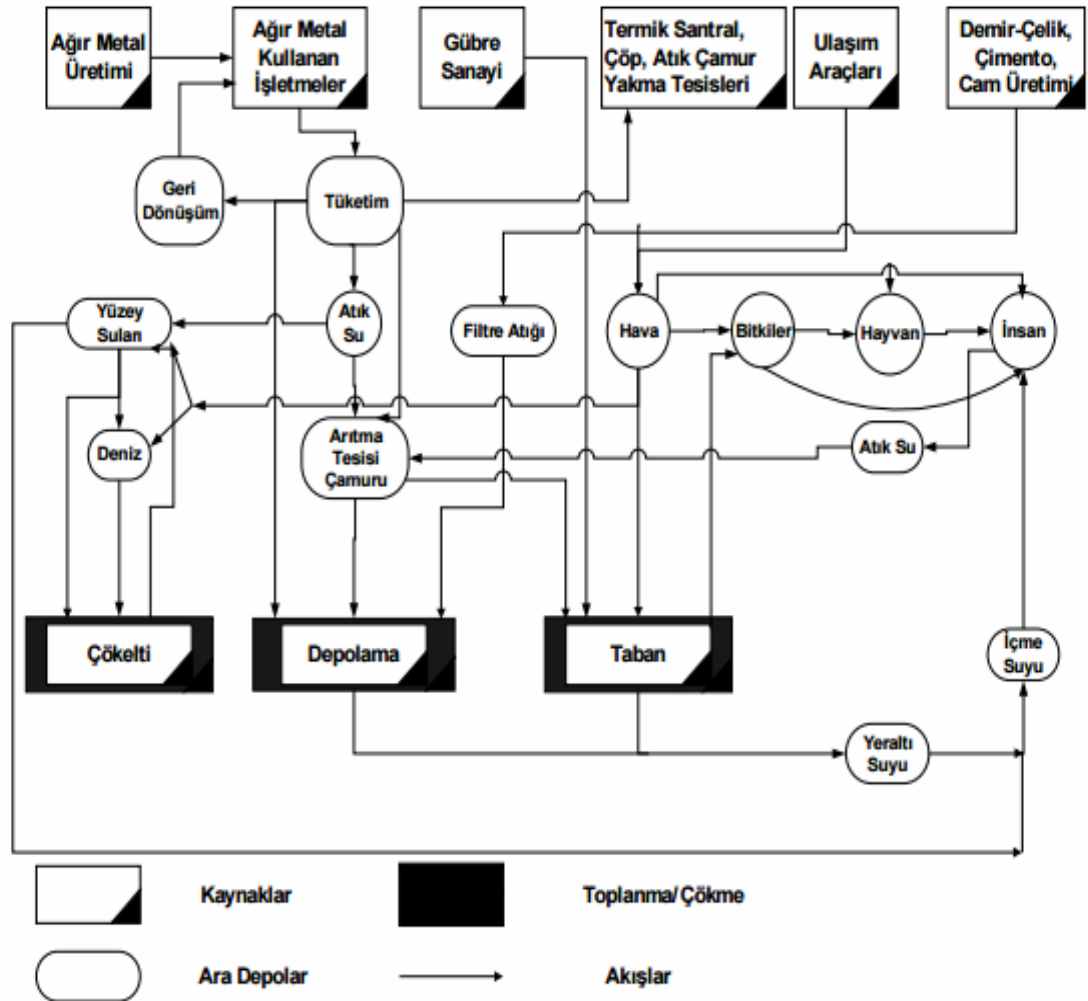 Ağır Metal
Üretimi
Ağır Metal
Kullanan
İşletmeler
Gübre
Sanayi
Termik Santral,
Çöp, Atık Çamur
Yakma Tesisleri
Ulaşım
Araçları
Demir-Çelik,
Çimento,
Cam Üretimi
Geri
Dönüşüm
Tüketim
Yüzey
Suları
Atık
Su
Filtre Atığı
Hava
Bitkiler
Hayvan
İnsan
Deniz
Arıtma
Tesisi
Çamuru
Atık Su
Çökelti
Depolama
Taban
İçme
Suyu
Yeraltı
Suyu
Kaynaklar
Toplanma/Çökme
Ara Depolar
Akışlar